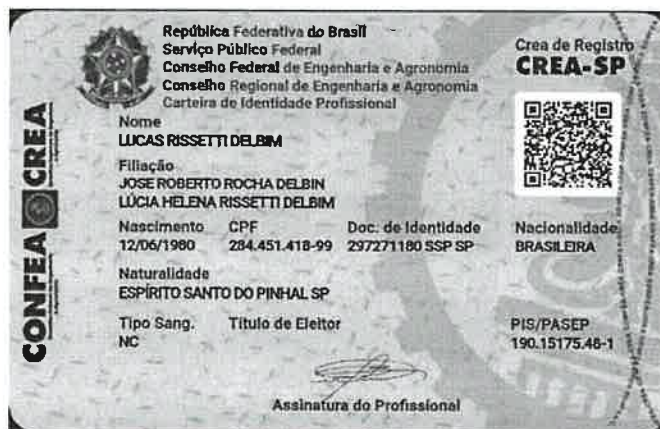 República Federativa do Brasil
Serviço Público Federal
Conselho Federal de Engenharia e Agronomia
Conselho Regional de Engenharia e Agronomia
Carteira de Identidade Profissional
Crea de Registro
CREA-SP
CONFEA CREA
Nome
LUCAS RISSETTI DELBIM
Filiação
JOSE ROBERTO ROCHA DELBIN
LÚCIA HELENA RISSETTI DELBIM
Nascimento CPF Doc. de Identidade Nacionalidade
12/06/1980 284.451.418-99 297271180 SSP SP BRASILEIRA
Naturalidade
ESPÍRITO SANTO DO PINHAL SP
Tipo Sang. Título de Eleitor PIS/PASEP
NC 190.15175.46-1
Assinatura do Profissional